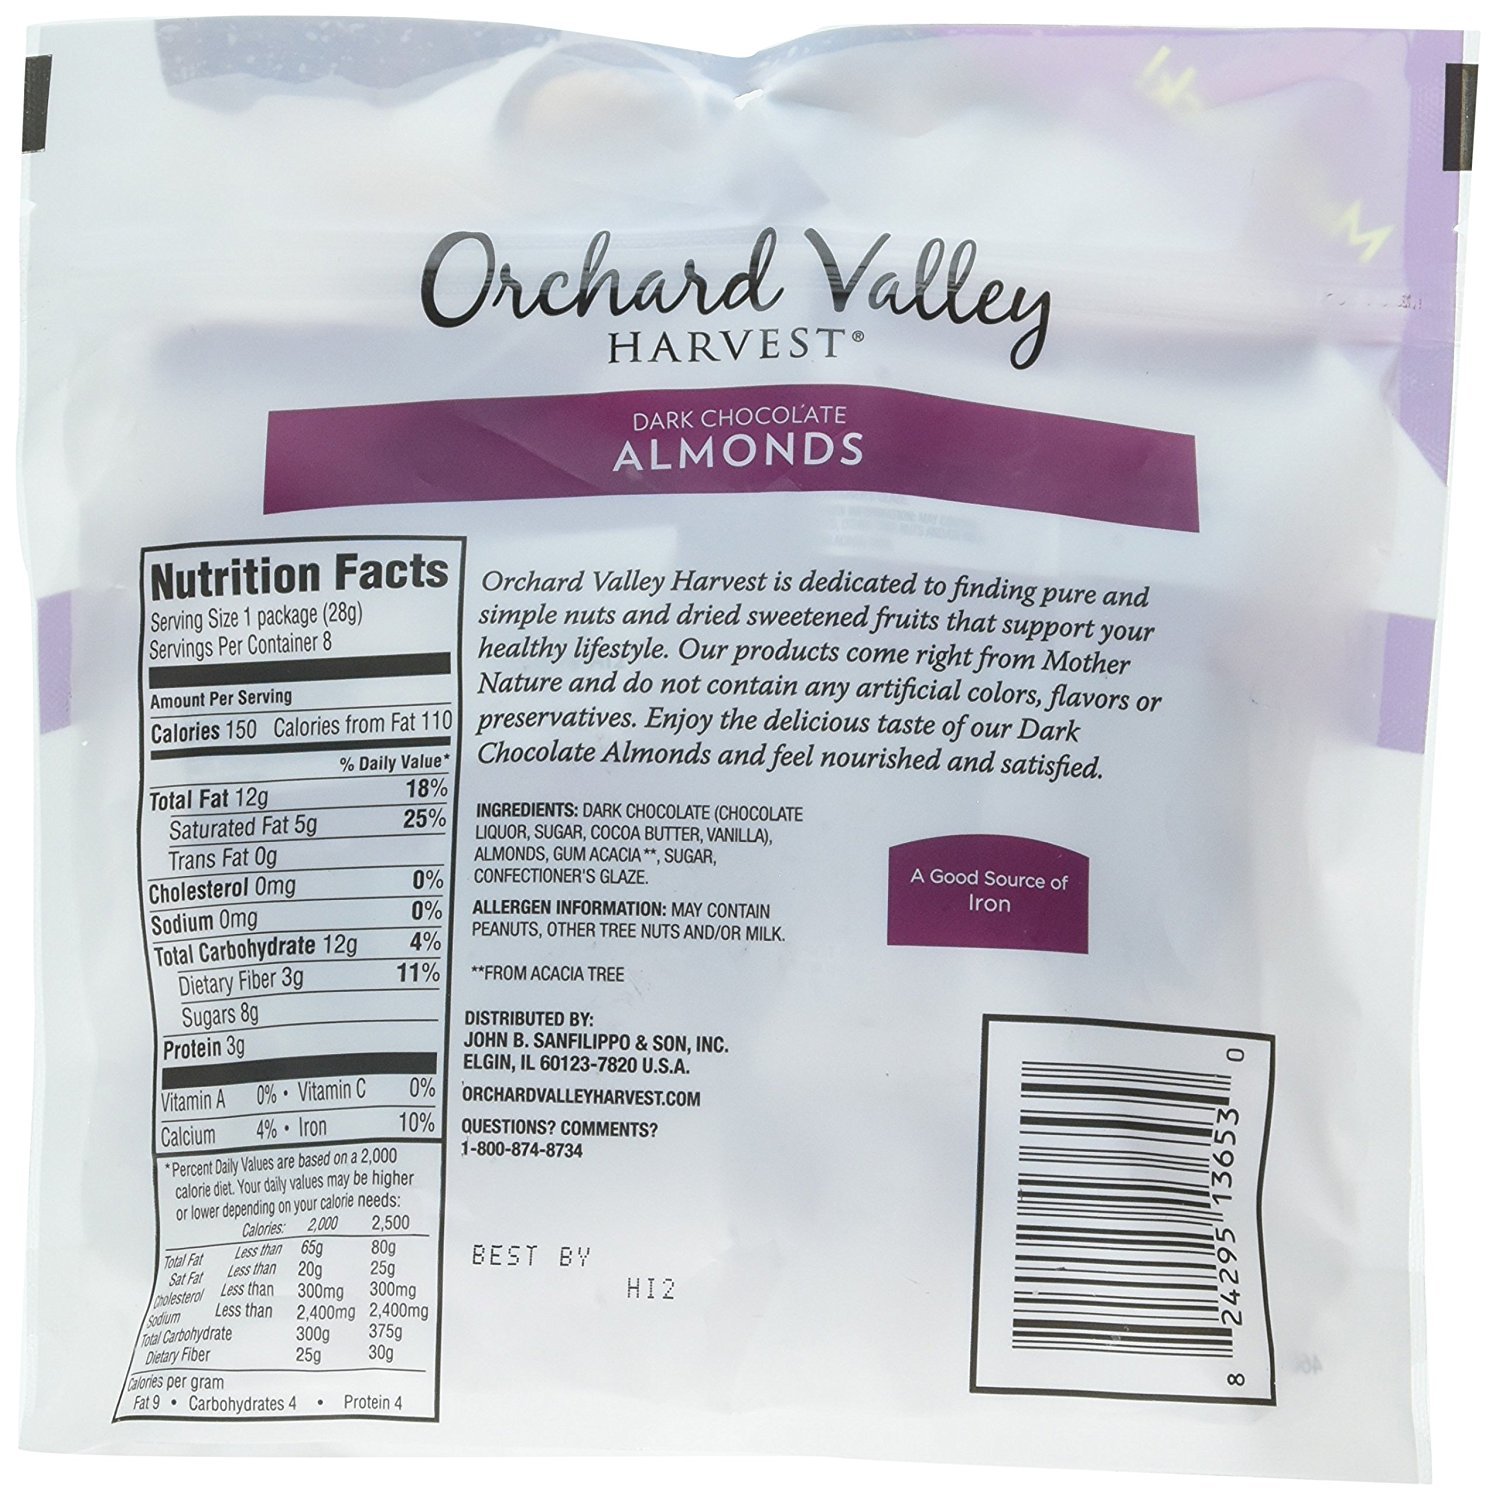 Orchard Valley
HARVEST®
DARK CHOCOLATE
ALMONDS
Nutrition Facts
Serving Size 1 package (28g)
Servings Per Container 8
Amount Per Serving
Calories 150 Calories from Fat 110
% Daily Value*
Total Fat 12g 18%
Saturated Fat 5g 25%
Trans Fat 0g
Cholesterol 0mg 0%
Sodium 0mg 0%
Total Carbohydrate 12g 4%
Dietary Fiber 3g 11%
Sugars 8g
Protein 3g
Vitamin A 0% • Vitamin C 0%
Calcium 4% • Iron 10%
*Percent Daily Values are based on a 2,000
calorie diet. Your daily values may be higher
or lower depending on your calorie needs:
Calories: 2,000 2,500
Total Fat Less than 65g 80g
Sat Fat Less than 20g 25g
Cholesterol Less than 300mg 300mg
Sodium Less than 2,400mg 2,400mg
Total Carbohydrate 300g 375g
Dietary Fiber 25g 30g
Calories per gram
Fat 9 • Carbohydrates 4 • Protein 4
Orchard Valley Harvest is dedicated to finding pure and
simple nuts and dried sweetened fruits that support your
healthy lifestyle. Our products come right from Mother
Nature and do not contain any artificial colors, flavors or
preservatives. Enjoy the delicious taste of our Dark
Chocolate Almonds and feel nourished and satisfied.
INGREDIENTS: DARK CHOCOLATE (CHOCOLATE
LIQUOR, SUGAR, COCOA BUTTER, VANILLA),
ALMONDS, GUM ACACIA**, SUGAR,
CONFECTIONER'S GLAZE.
ALLERGEN INFORMATION: MAY CONTAIN
PEANUTS, OTHER TREE NUTS AND/OR MILK.
**FROM ACACIA TREE
DISTRIBUTED BY:
JOHN B. SANFILIPPO & SON, INC.
ELGIN, IL 60123-7820 U.S.A.
ORCHARDVALLEYHARVEST.COM
QUESTIONS? COMMENTS?
1-800-874-8734
BEST BY
HI2
A Good Source of
Iron
8 24295 13653 0